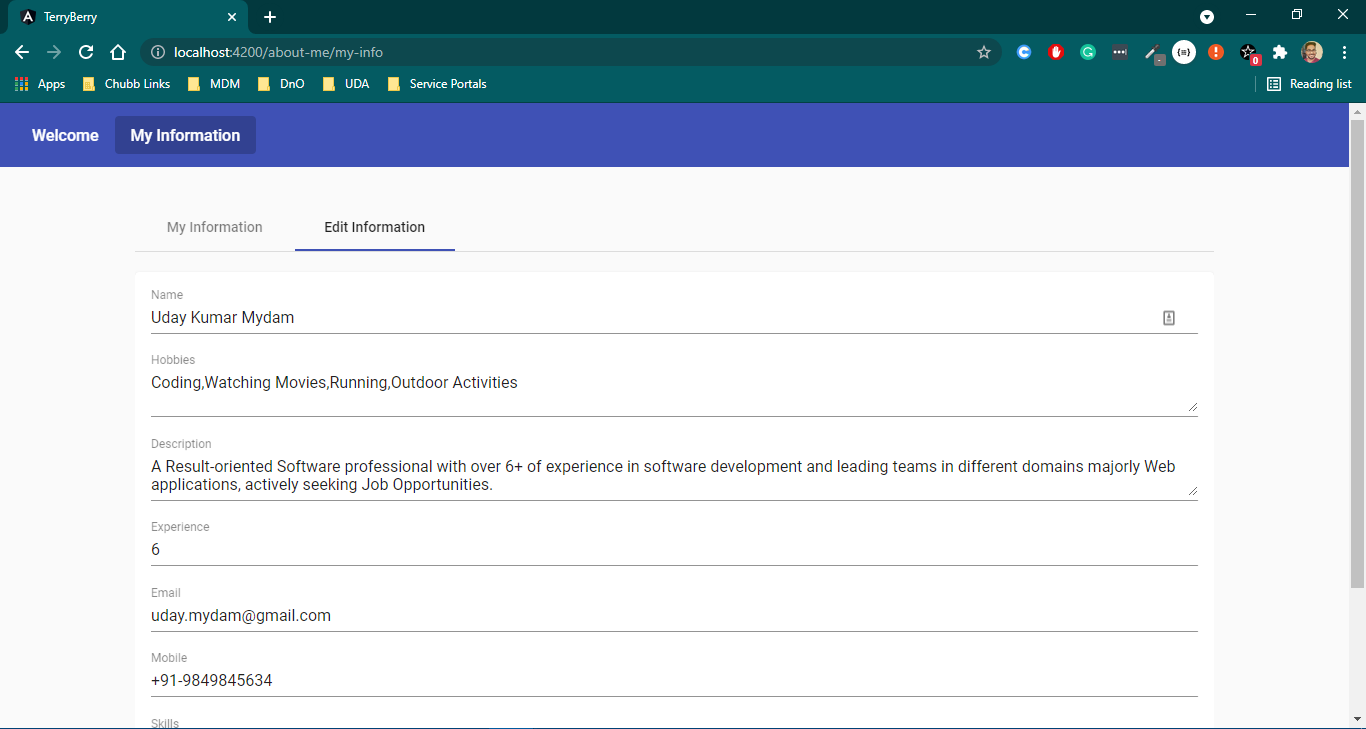 TerryBerry
localhost:4200/about-me/my-info
0
Apps Chubb Links MDM DnO UDA Service Portals Reading list
Welcome My Information
My Information Edit Information
Name
Uday Kumar Mydam
Hobbies
Coding,Watching Movies,Running,Outdoor Activities
Description
A Result-oriented Software professional with over 6+ of experience in software development and leading teams in different domains majorly Web
applications, actively seeking Job Opportunities.
Experience
6
Email
uday.mydam@gmail.com
Mobile
+91-9849845634
Skills